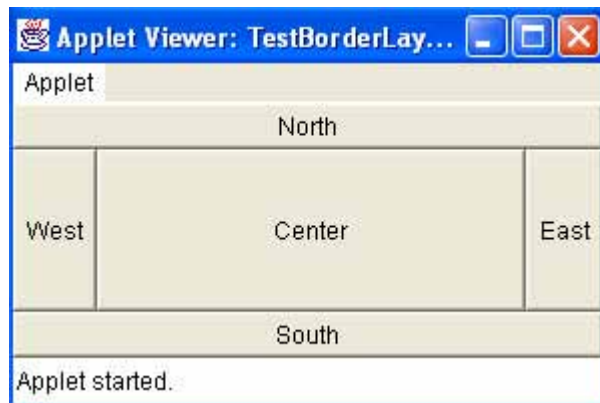 Applet Viewer: TestBorderLay...
Applet
North
West Center East
South
Applet started.